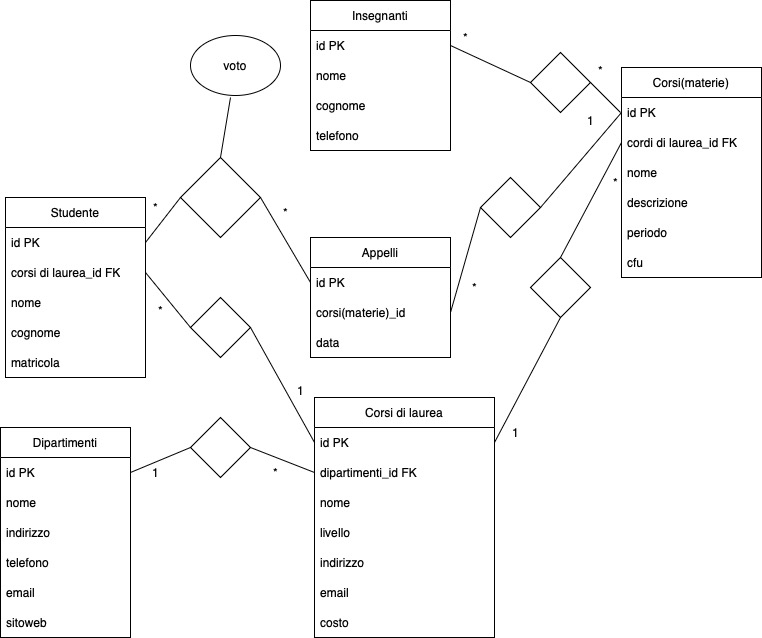 voto
Insegnanti
id PK
nome
cognome
telefono
*
*
1
Corsi(materie)
id PK
cordi di laurea_id FK
nome
descrizione
periodo
cfu
*
*
*
Studente
id PK
corsi di laurea_id FK
nome
cognome
matricola
*
Appelli
id PK
corsi(materie)_id
data
*
1
1
Dipartimenti
id PK
nome
indirizzo
telefono
email
sitoweb
1
*
Corsi di laurea
id PK
dipartimenti_id FK
nome
livello
indirizzo
email
costo